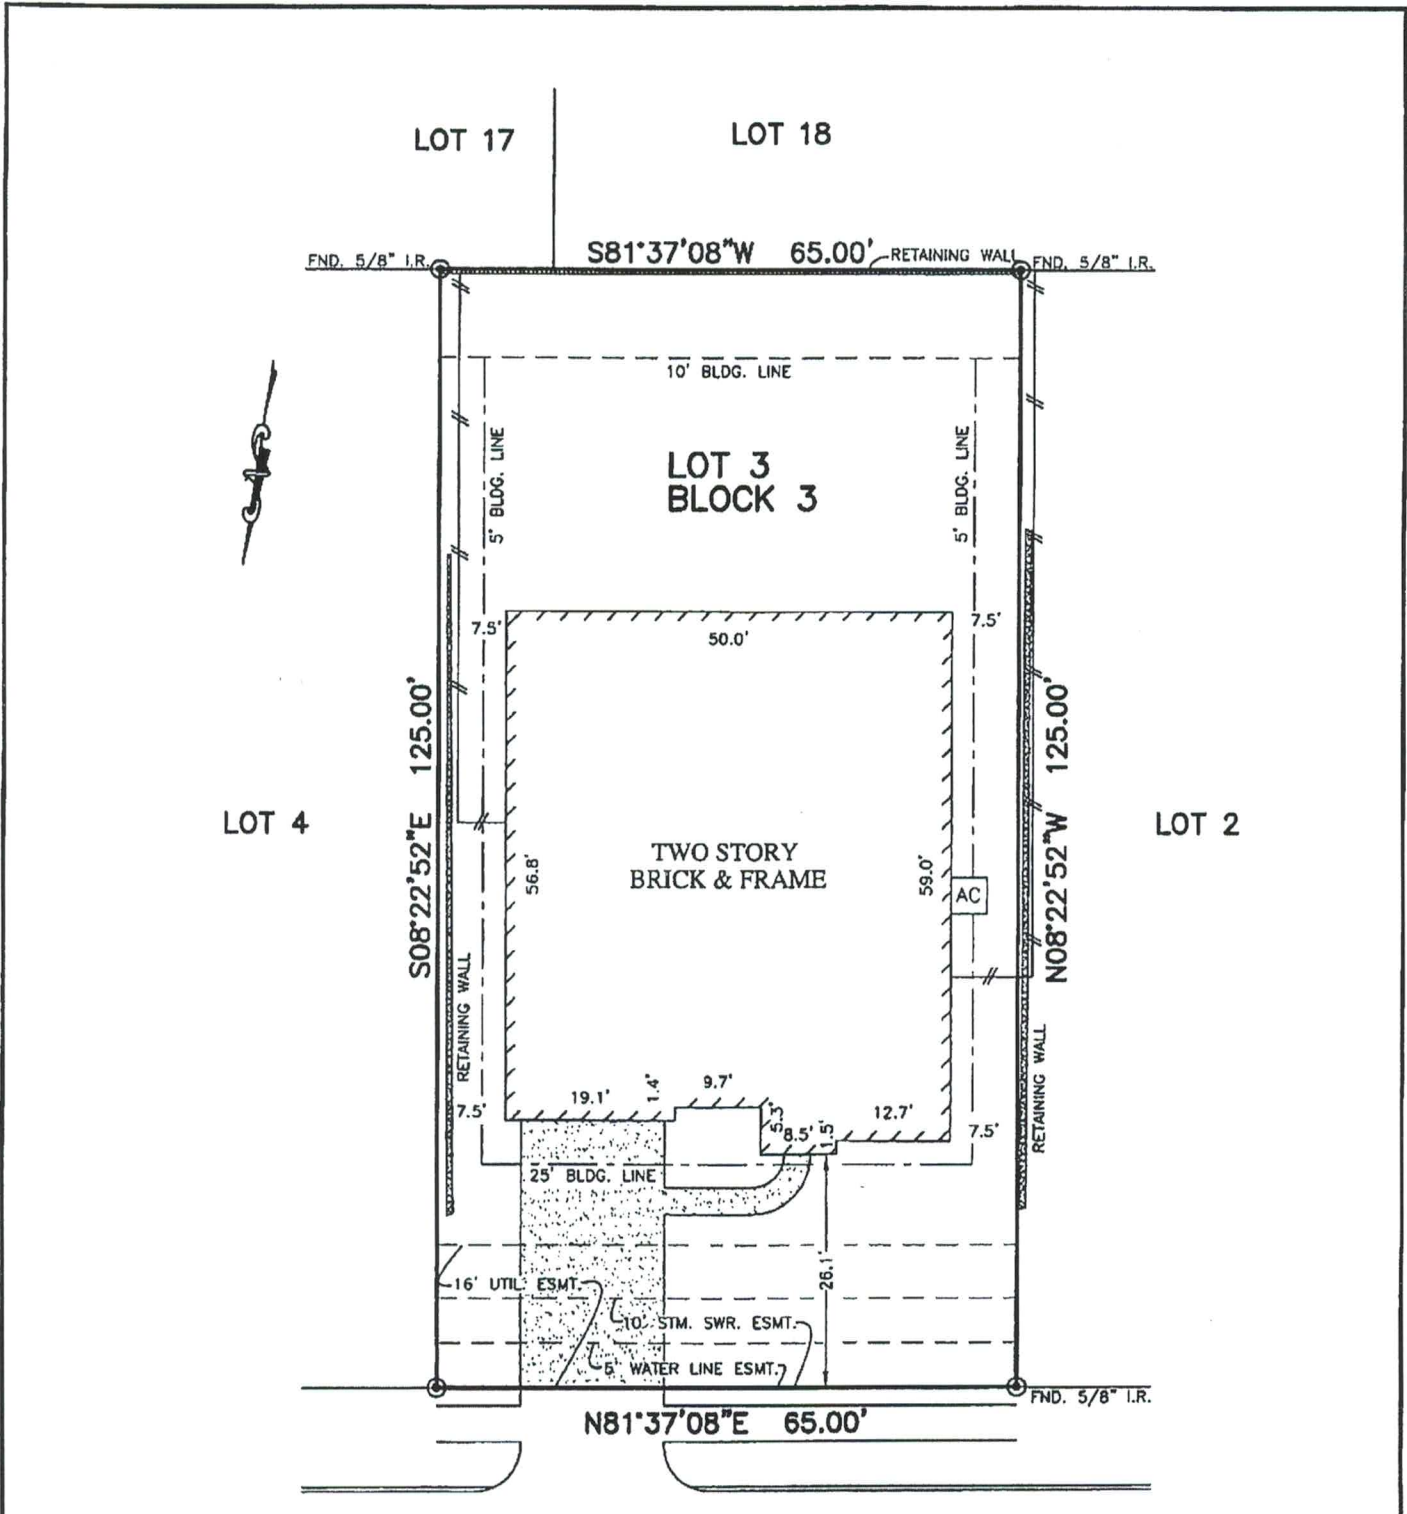 LOT 17
LOT 18
S81°37'08"W 65.00'
RETAINING WALL
FND. 5/8" I.R.
FND. 5/8" I.R.
10' BLDG. LINE
5' BLDG. LINE
5' BLDG. LINE
LOT 3
BLOCK 3
7.5'
50.0'
7.5'
S08°22'52"E 125.00'
N08°22'52"W 125.00'
LOT 4
LOT 2
TWO STORY
BRICK & FRAME
56.8'
59.0'
AC
RETAINING WALL
RETAINING WALL
7.5'
19.1'
1.4'
9.7'
5.3'
8.5'
1.5'
12.7'
7.5'
25' BLDG. LINE
26.1'
16' UTIL. ESMT.
10' STM. SWR. ESMT.
5' WATER LINE ESMT.
FND. 5/8" I.R.
N81°37'08"E 65.00'